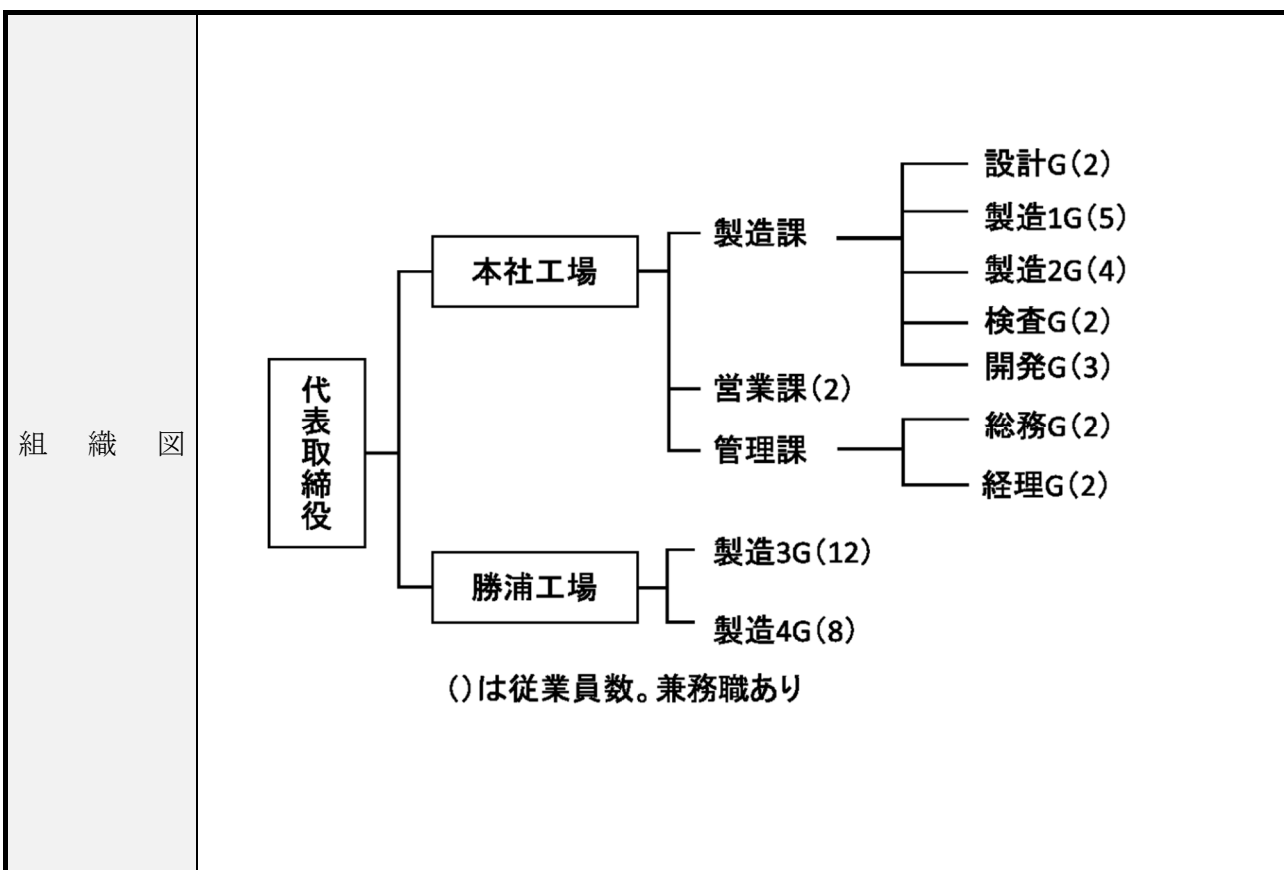 組織図
代表取締役
本社工場
製造課
設計G(2)
製造1G(5)
製造2G(4)
検査G(2)
開発G(3)
営業課(2)
管理課
総務G(2)
経理G(2)
勝浦工場
製造3G(12)
製造4G(8)
()は従業員数。兼務職あり